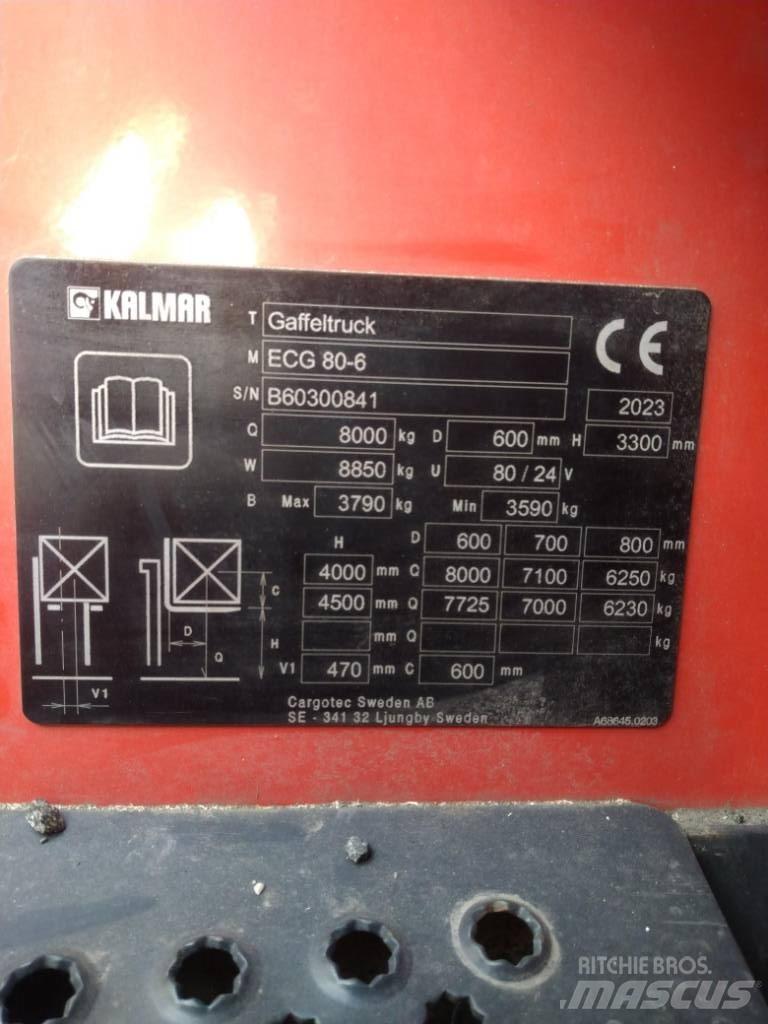 KALMAR
T Gaffeltruck
M ECG 80-6
CE
S/N B60300841 2023
Q 8000 kg D 600 mm H 3300 mm
W 8850 kg U 80 / 24 V
B Max 3790 kg Min 3590 kg
H D 600 700 800 mm
4000 mm Q 8000 7100 6250 kg
4500 mm Q 7725 7000 6230 kg
mm Q kg
V1 470 mm C 600 mm
C
D
H
Q
V1
Cargotec Sweden AB
SE - 341 32 Ljungby Sweden
A68645.0203
RITCHIE BROS.
MASCUS